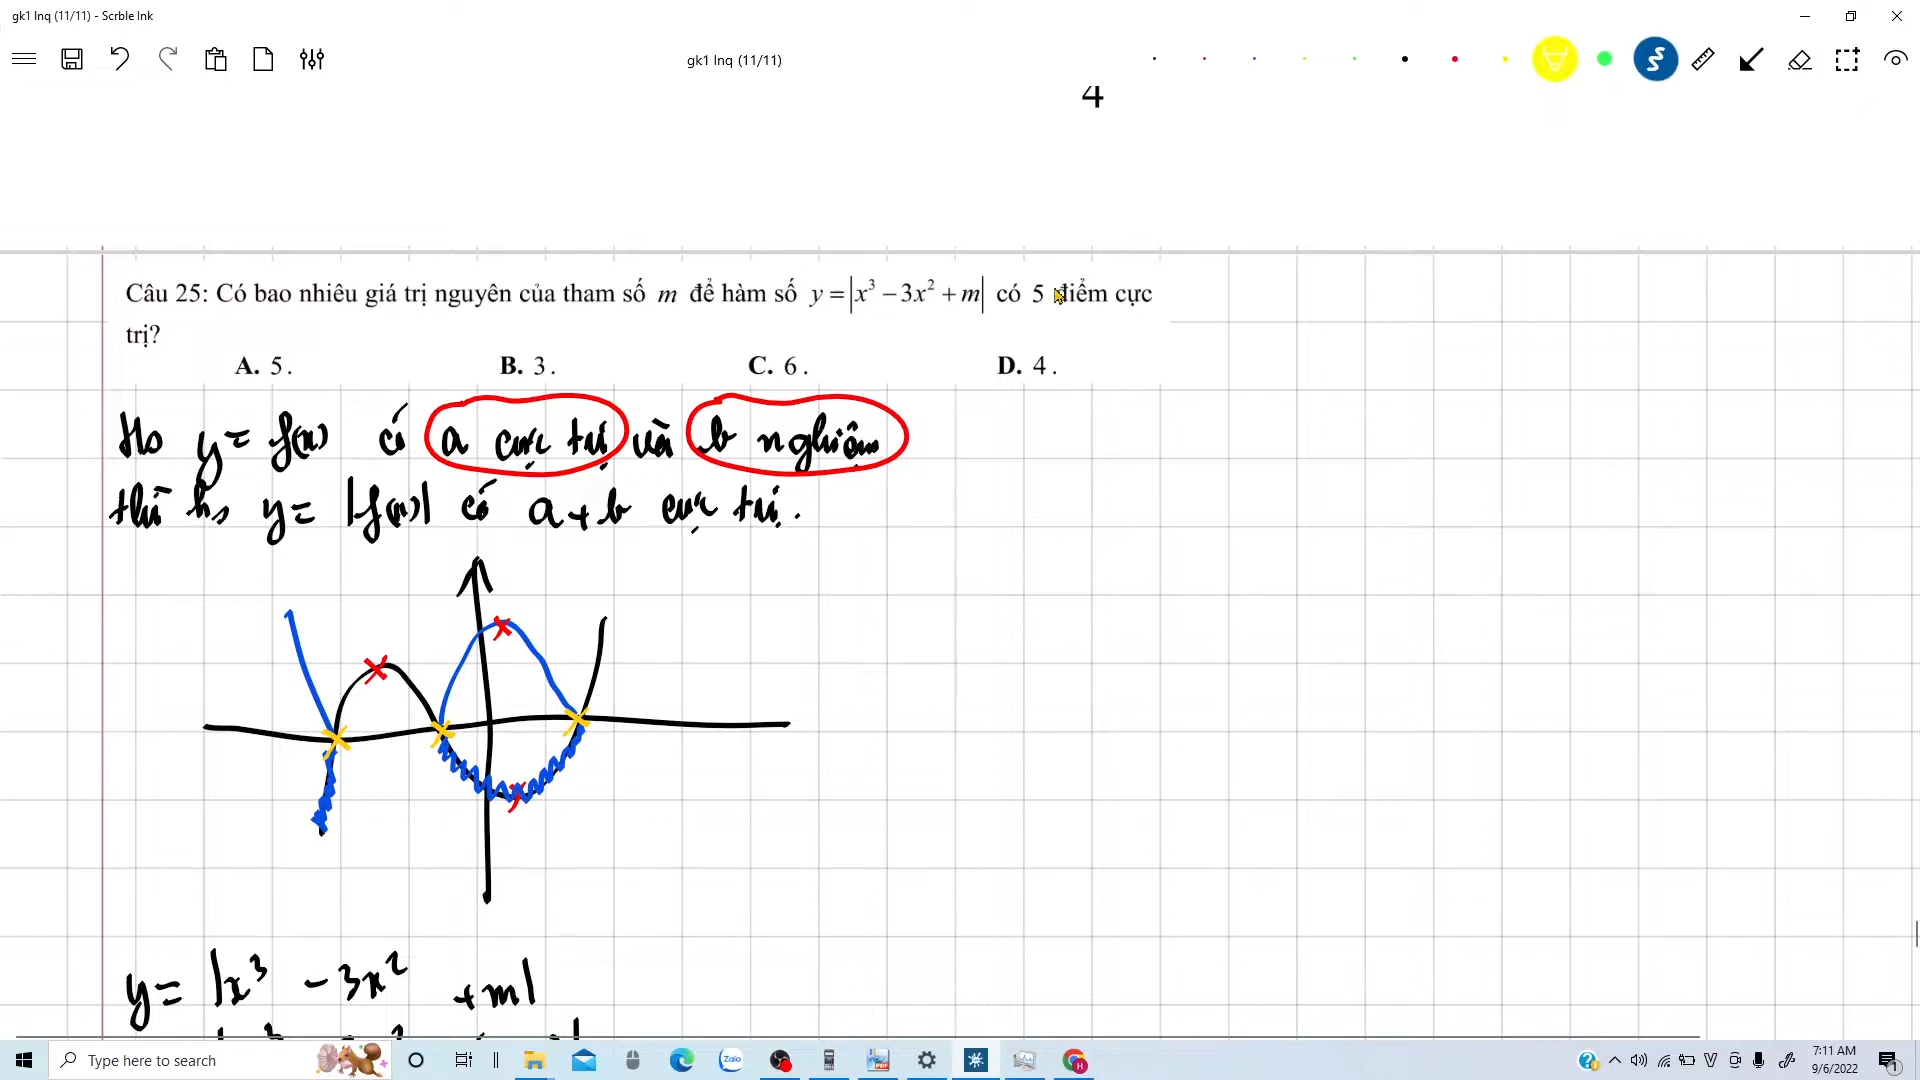 gk1 lnq (11/11) - Scrble Ink
gk1 lnq (11/11)
4
Câu 25: Có bao nhiêu giá trị nguyên của tham số m để hàm số y = |x³ − 3x² + m| có 5 điểm cực
trị?
A. 5. B. 3. C. 6. D. 4.
Hs y = f(x) có a cực trị và b nghiệm
thì hs y = |f(x)| có a+b cực trị.
y = |x³ − 3x² + m|
Type here to search
Zalo
PDF
7:11 AM
9/6/2022